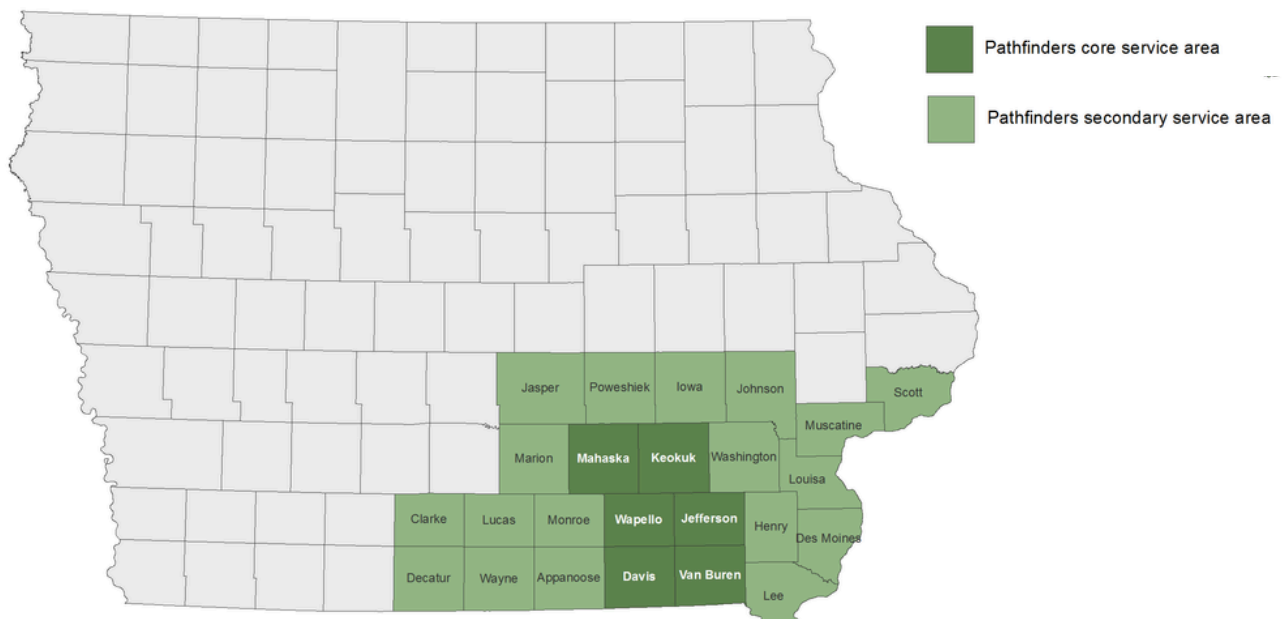 Pathfinders core service area
Pathfinders secondary service area
Jasper
Poweshiek
Iowa
Johnson
Scott
Muscatine
Marion
Mahaska
Keokuk
Washington
Louisa
Clarke
Lucas
Monroe
Wapello
Jefferson
Henry
Des Moines
Decatur
Wayne
Appanoose
Davis
Van Buren
Lee